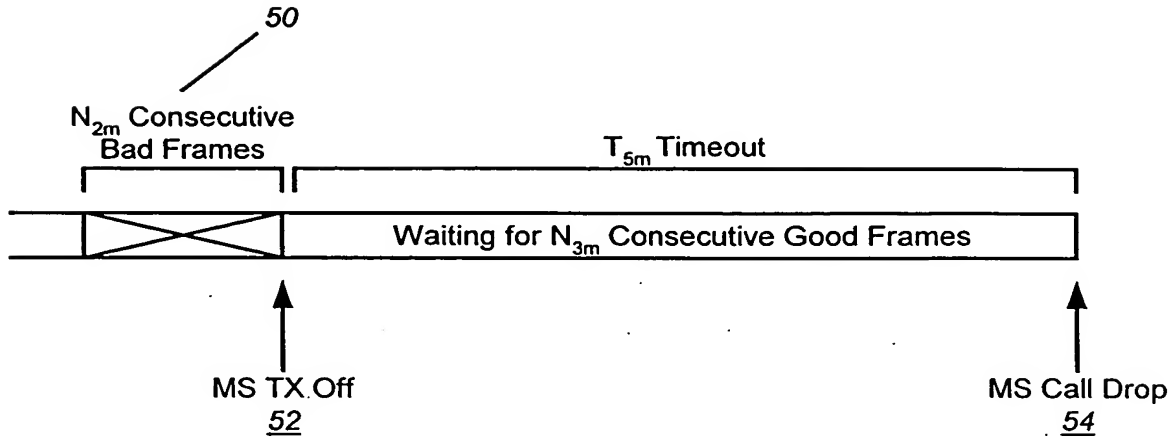 50
N2m Consecutive
Bad Frames
T5m Timeout
Waiting for N3m Consecutive Good Frames
MS TX Off
52
MS Call Drop
54